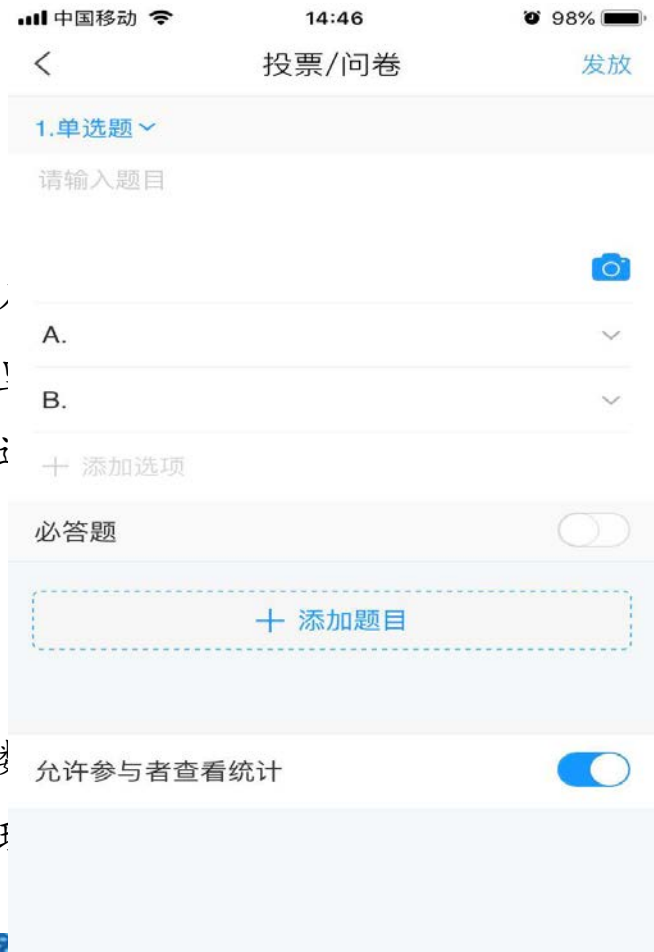 中国移动 14:46 98%
投票/问卷 发放
1.单选题
请输入题目
A.
B.
+ 添加选项
必答题
+ 添加题目
允许参与者查看统计